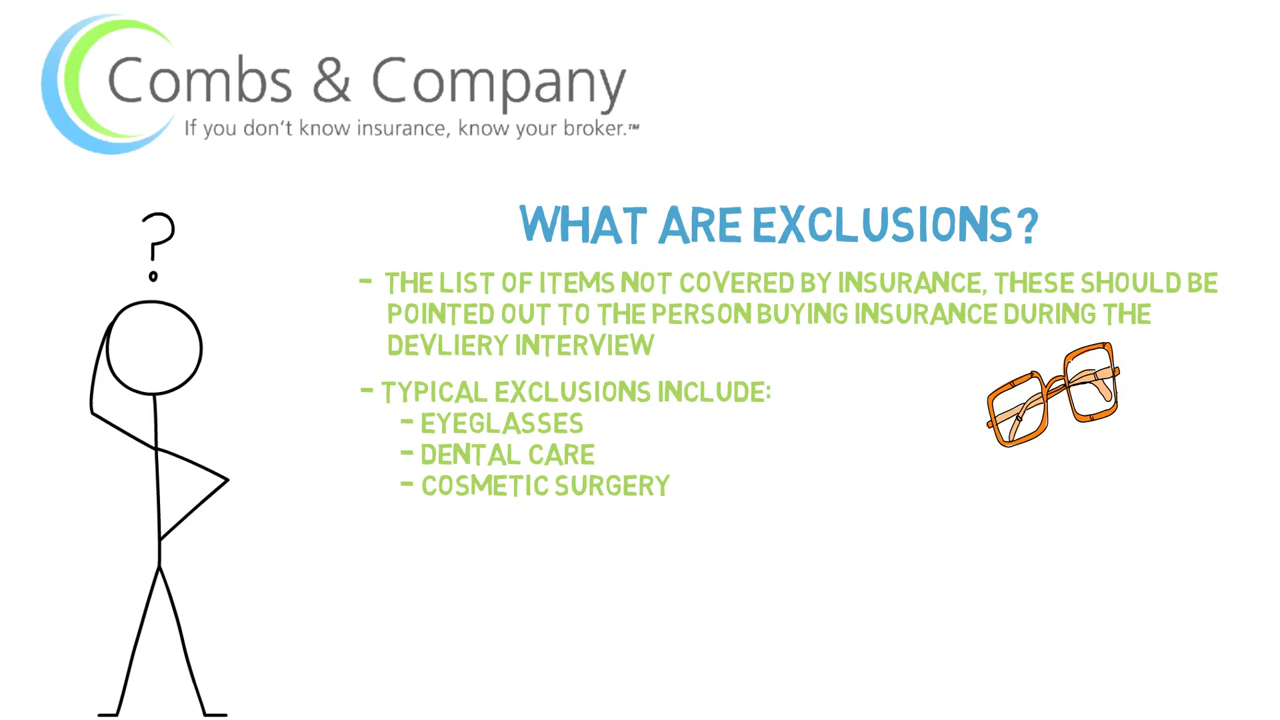 Combs & Company
If you don't know insurance, know your broker.™
?
WHAT ARE EXCLUSIONS?
- THE LIST OF ITEMS NOT COVERED BY INSURANCE, THESE SHOULD BE
POINTED OUT TO THE PERSON BUYING INSURANCE DURING THE
DEVLIERY INTERVIEW
- TYPICAL EXCLUSIONS INCLUDE:
- EYEGLASSES
- DENTAL CARE
- COSMETIC SURGERY